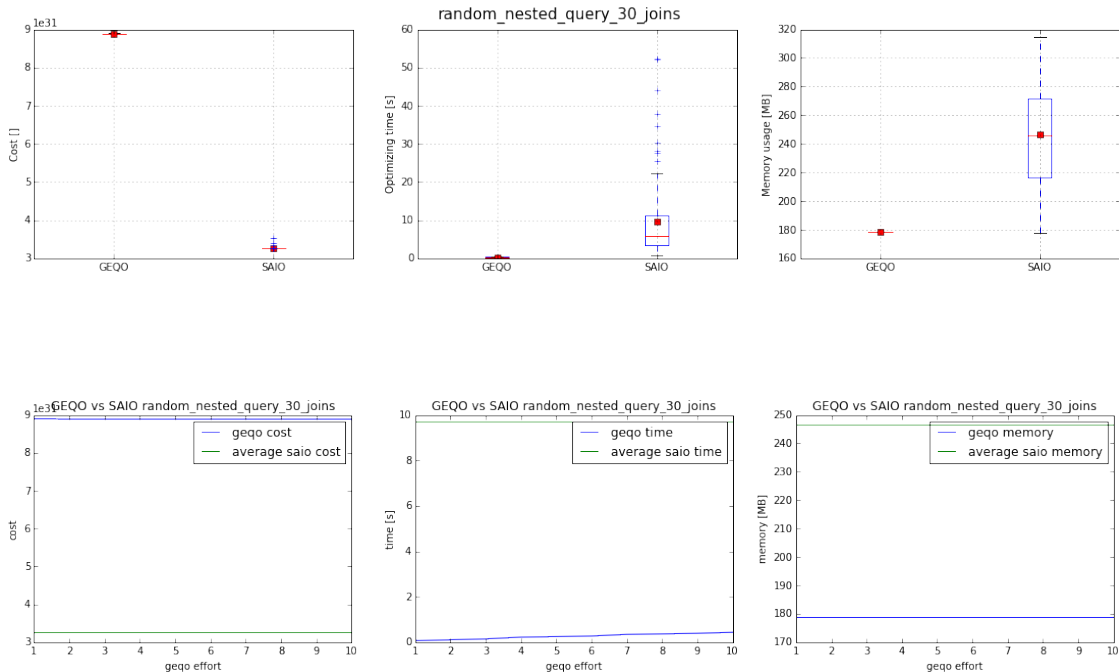 random_nested_query_30_joins
1e31
9
8
7
6
5
4
3
Cost []
GEQO
SAIO
60
50
40
30
20
10
0
Optimizing time [s]
GEQO
SAIO
320
300
280
260
240
220
200
180
160
Memory usage [MB]
GEQO
SAIO
GEQO vs SAIO random_nested_query_30_joins
1e31
9
8
7
6
5
4
3
cost
geqo cost
average saio cost
1 2 3 4 5 6 7 8 9 10
geqo effort
GEQO vs SAIO random_nested_query_30_joins
10
8
6
4
2
0
time [s]
geqo time
average saio time
1 2 3 4 5 6 7 8 9 10
geqo effort
GEQO vs SAIO random_nested_query_30_joins
250
240
230
220
210
200
190
180
170
memory [MB]
geqo memory
average saio memory
1 2 3 4 5 6 7 8 9 10
geqo effort